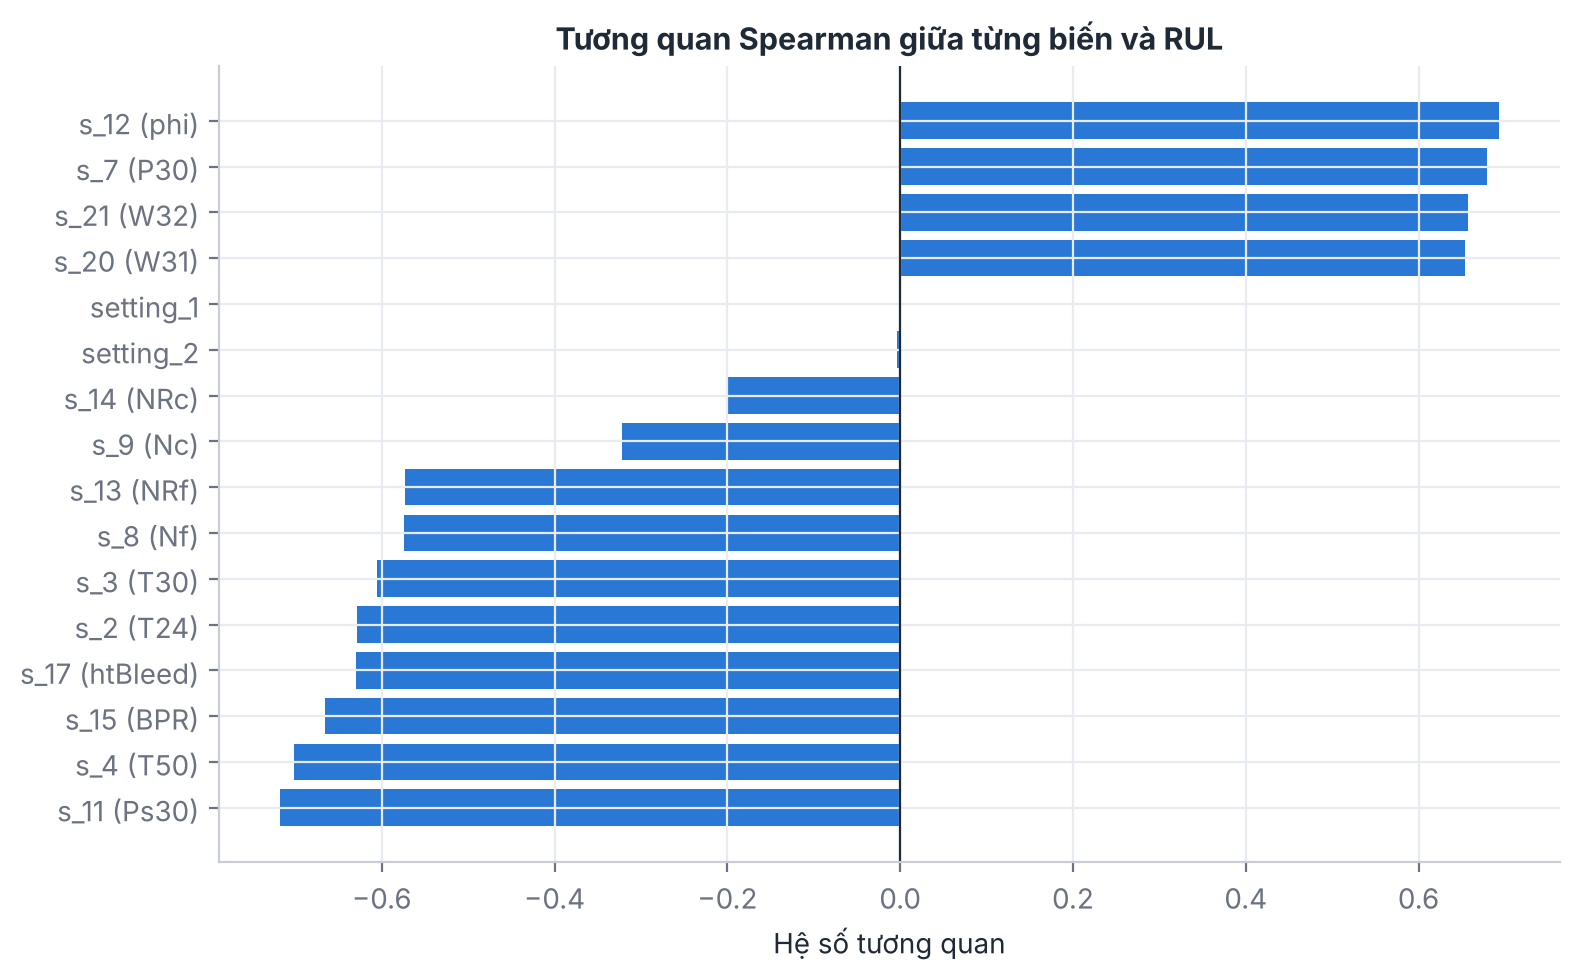 Tương quan Spearman giữa từng biến và RUL
s_12 (phi)
s_7 (P30)
s_21 (W32)
s_20 (W31)
setting_1
setting_2
s_14 (NRc)
s_9 (Nc)
s_13 (NRf)
s_8 (Nf)
s_3 (T30)
s_2 (T24)
s_17 (htBleed)
s_15 (BPR)
s_4 (T50)
s_11 (Ps30)
−0.6 −0.4 −0.2 0.0 0.2 0.4 0.6
Hệ số tương quan